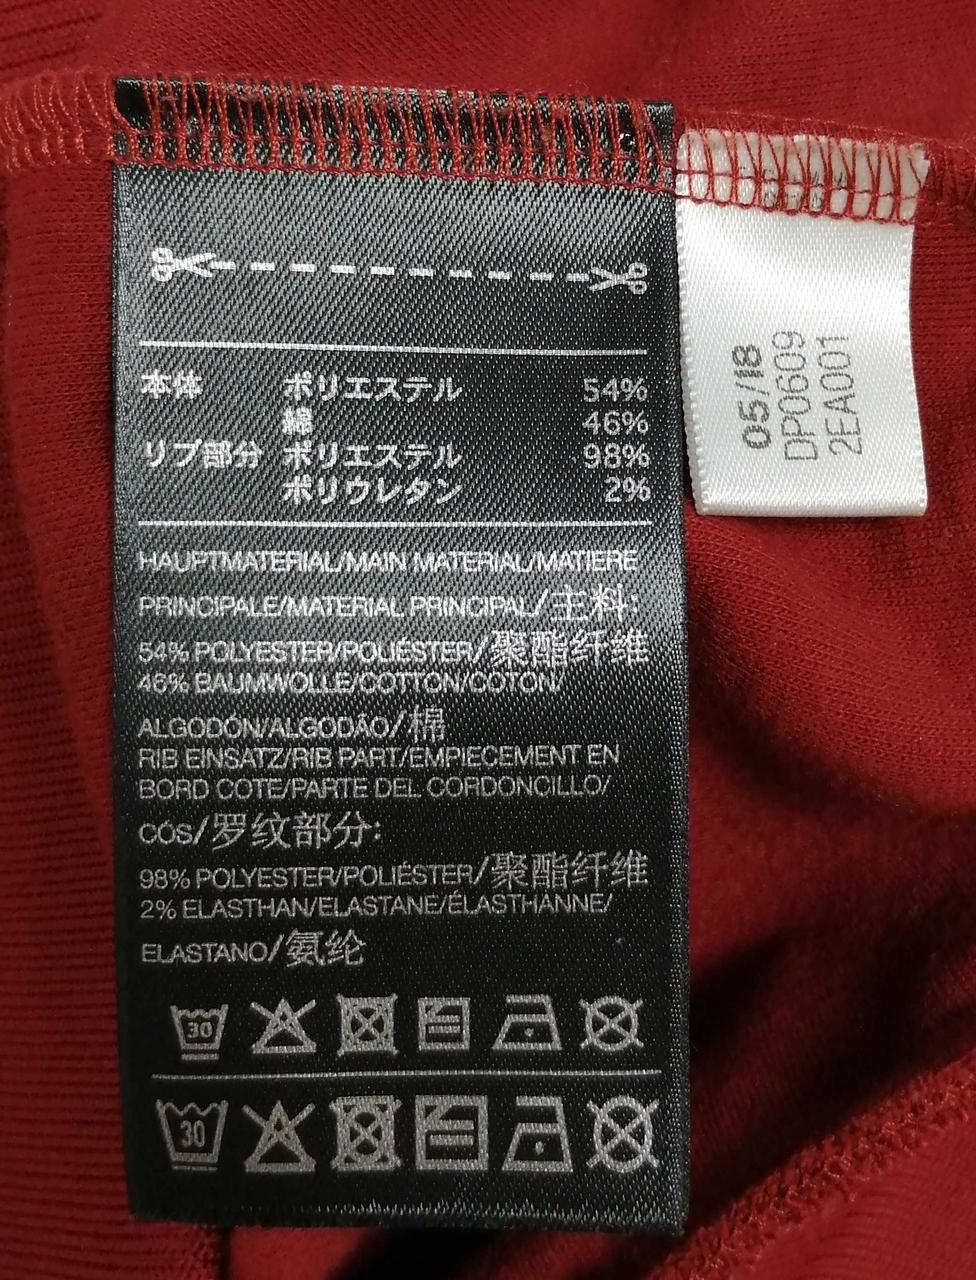 本体 ポリエステル 54%
綿 46%
リブ部分 ポリエステル 98%
ポリウレタン 2%
HAUPTMATERIAL/MAIN MATERIAL/MATIERE
PRINCIPALE/MATERIAL PRINCIPAL/主料:
54% POLYESTER/POLIÉSTER/聚酯纤维
46% BAUMWOLLE/COTTON/COTON/
ALGODÓN/ALGODÃO/棉
RIB EINSATZ/RIB PART/EMPIECEMENT EN
BORD COTE/PARTE DEL CORDONCILLO/
CÓS/罗纹部分:
98% POLYESTER/POLIÉSTER/聚酯纤维
2% ELASTHAN/ELASTANE/ÉLASTHANNE/
ELASTANO/氨纶
30
30
05/18
DP0609
2EA001